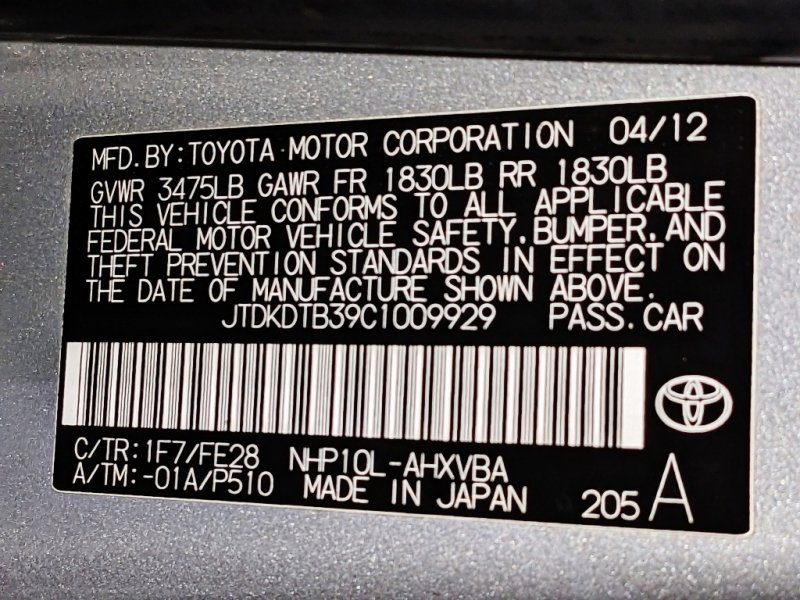 MFD. BY: TOYOTA MOTOR CORPORATION 04/12
GVWR 3475LB GAWR FR 1830LB RR 1830LB
THIS VEHICLE CONFORMS TO ALL APPLICABLE
FEDERAL MOTOR VEHICLE SAFETY, BUMPER, AND
THEFT PREVENTION STANDARDS IN EFFECT ON
THE DATE OF MANUFACTURE SHOWN ABOVE.
JTDKDTB39C1009929 PASS. CAR
C/TR: 1F7/FE28 NHP10L-AHXVBA
A/TM: -01A/P510 MADE IN JAPAN 205 A